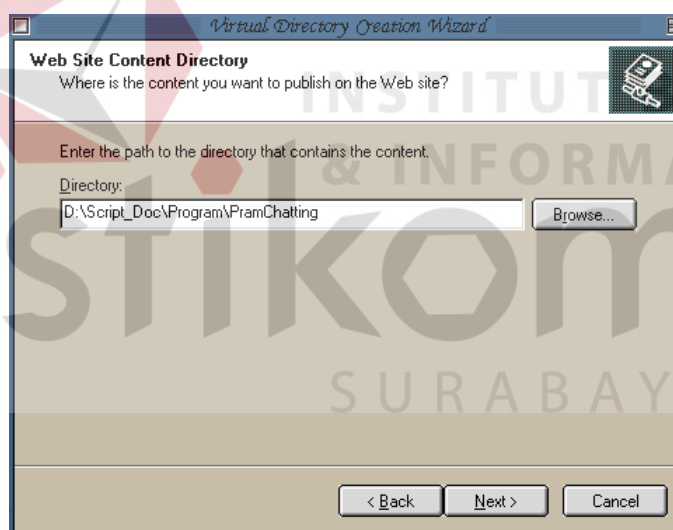 Virtual Directory Creation Wizard
Web Site Content Directory
Where is the content you want to publish on the Web site?
INSTITUT
Enter the path to the directory that contains the content.
& INFORMA
Directory:
D:\Script_Doc\Program\PramChatting
Browse...
stikom
SURABAY
< Back
Next >
Cancel